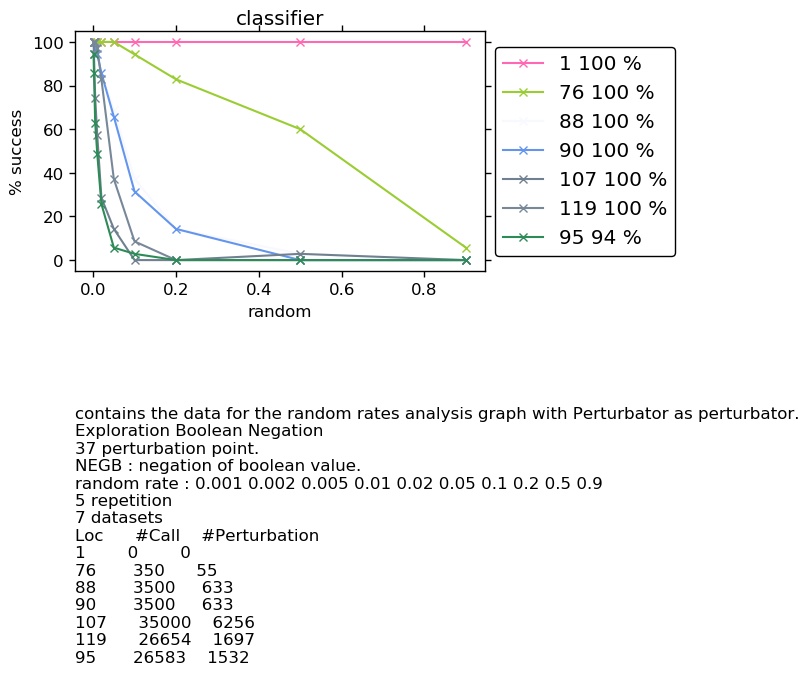 classifier
100
80
60
40
20
0
% success
0.0 0.2 0.4 0.6 0.8
random
1 100 %
76 100 %
88 100 %
90 100 %
107 100 %
119 100 %
95 94 %
contains the data for the random rates analysis graph with Perturbator as perturbator.
Exploration Boolean Negation
37 perturbation point.
NEGB : negation of boolean value.
random rate : 0.001 0.002 0.005 0.01 0.02 0.05 0.1 0.2 0.5 0.9
5 repetition
7 datasets
Loc #Call #Perturbation
1 0 0
76 350 55
88 3500 633
90 3500 633
107 35000 6256
119 26654 1697
95 26583 1532